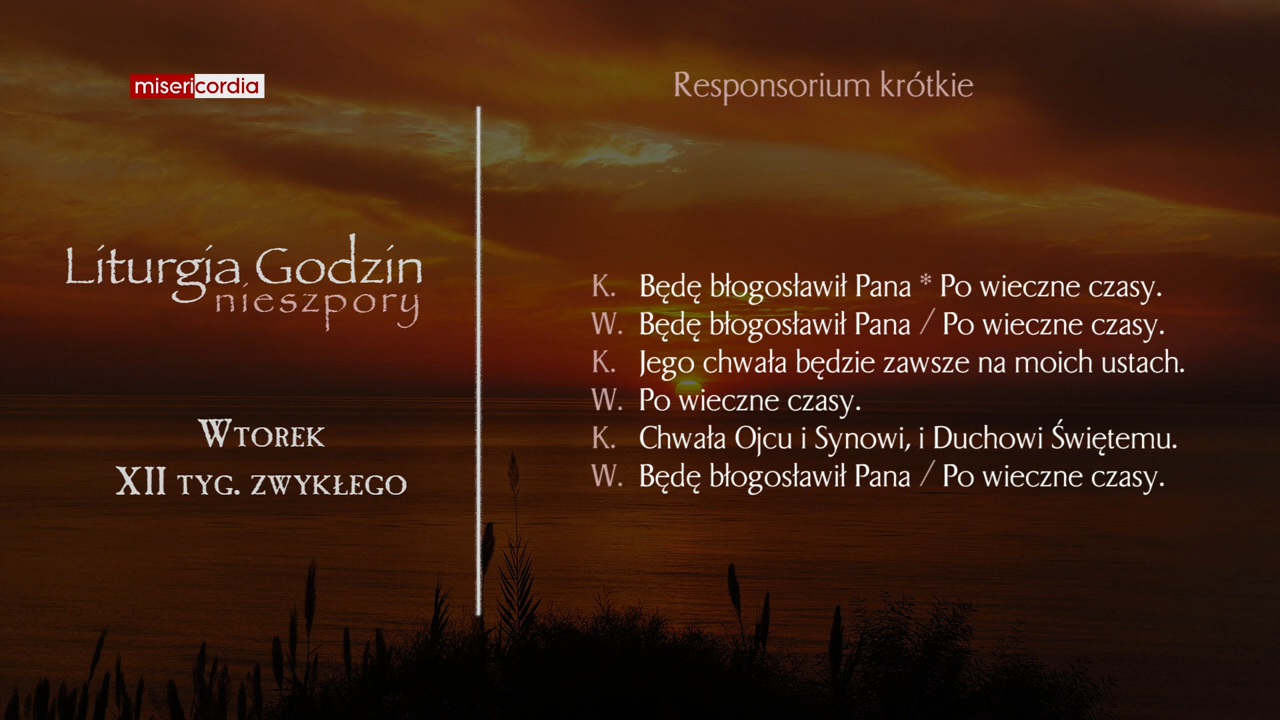 misericordia
Liturgia Godzin
nieszpory
Wtorek
XII tyg. zwykłego
Responsorium krótkie
K. Będę błogosławił Pana * Po wieczne czasy.
W. Będę błogosławił Pana / Po wieczne czasy.
K. Jego chwała będzie zawsze na moich ustach.
W. Po wieczne czasy.
K. Chwała Ojcu i Synowi, i Duchowi Świętemu.
W. Będę błogosławił Pana / Po wieczne czasy.